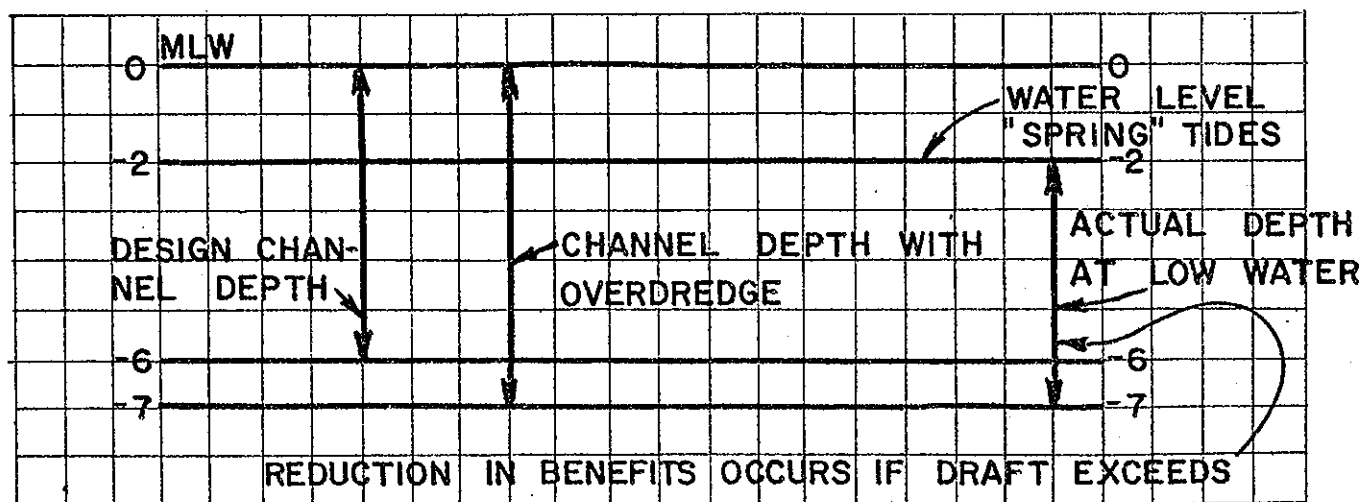 MLW
0 0
WATER LEVEL
"SPRING" TIDES
-2 -2
DESIGN CHAN-
NEL DEPTH
CHANNEL DEPTH WITH
OVERDREDGE
ACTUAL DEPTH
AT LOW WATER
-6 -6
-7 -7
REDUCTION IN BENEFITS OCCURS IF DRAFT EXCEEDS